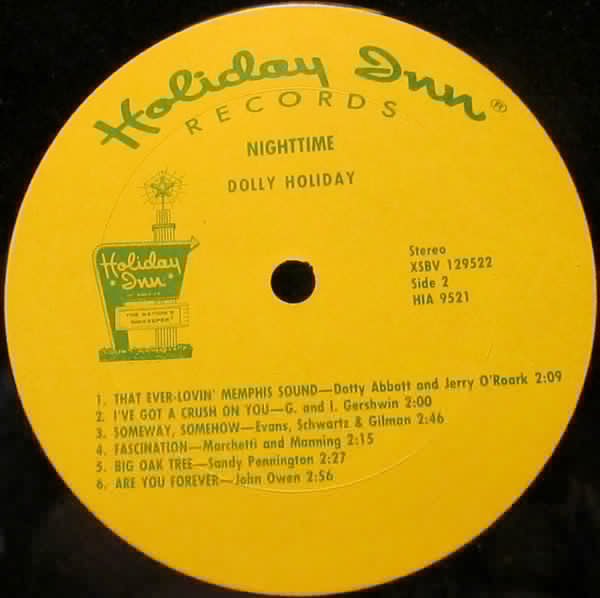 Holiday Inn ®
RECORDS
NIGHTTIME
DOLLY HOLIDAY
Holiday
Inn
OF AMERICA
"THE NATION'S
INNKEEPER"
Stereo
XSBV 129522
Side 2
HIA 9521
1. THAT EVER-LOVIN' MEMPHIS SOUND—Dotty Abbott and Jerry O'Roark 2:09
2. I'VE GOT A CRUSH ON YOU—G. and I. Gershwin 2:00
3. SOMEWAY, SOMEHOW—Evans, Schwartz & Gilman 2:46
4. FASCINATION—Marchetti and Manning 2:15
5. BIG OAK TREE—Sandy Pennington 2:27
6. ARE YOU FOREVER—John Owen 2:56